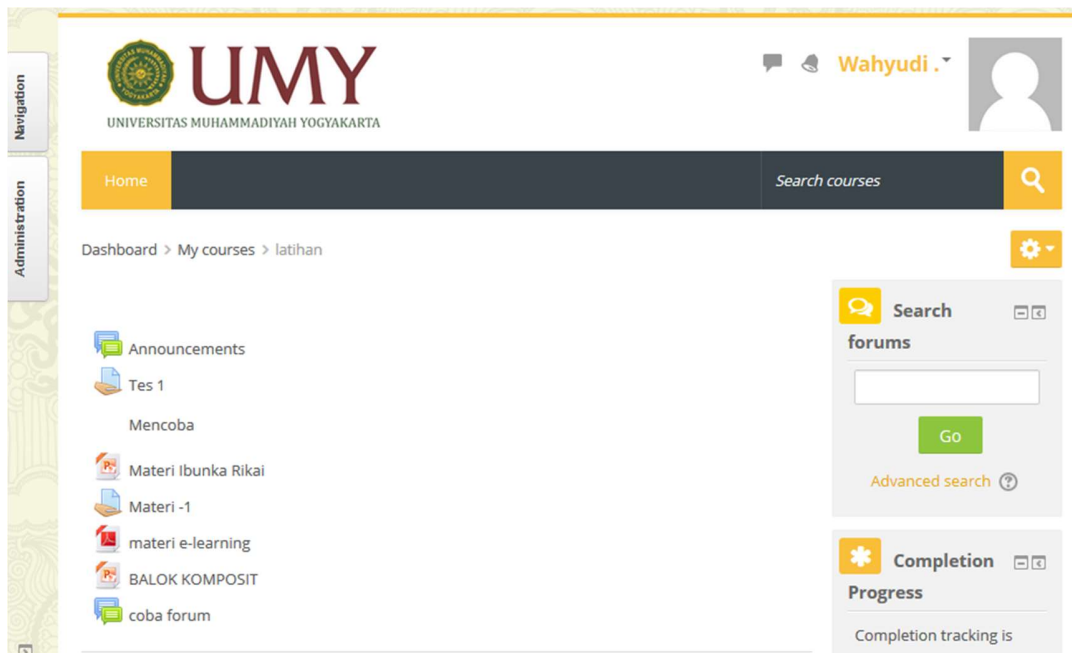 Navigation
Administration
UMY
UNIVERSITAS MUHAMMADIYAH YOGYAKARTA
Wahyudi .
Home
Search courses
Dashboard > My courses > latihan
Announcements
Tes 1
Mencoba
Materi Ibunka Rikai
Materi -1
materi e-learning
BALOK KOMPOSIT
coba forum
Search
forums
Go
Advanced search
Completion
Progress
Completion tracking is